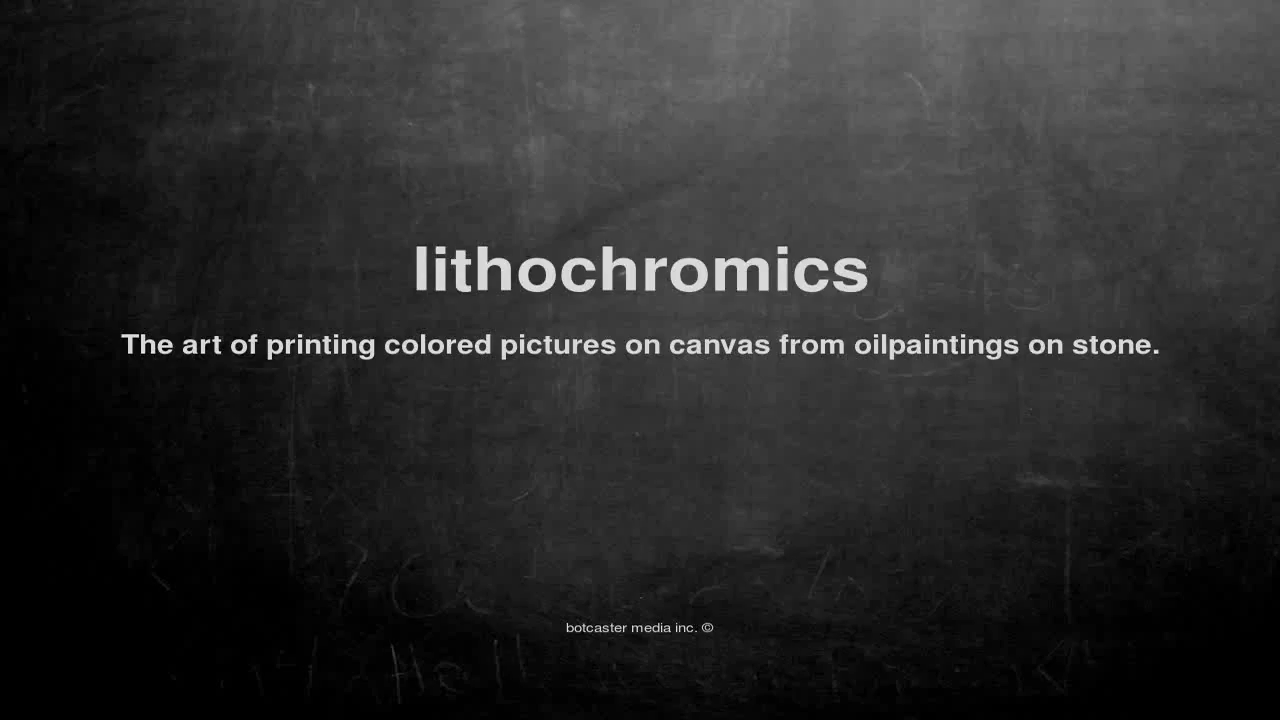 lithochromics
The art of printing colored pictures on canvas from oilpaintings on stone.
botcaster media inc. ©